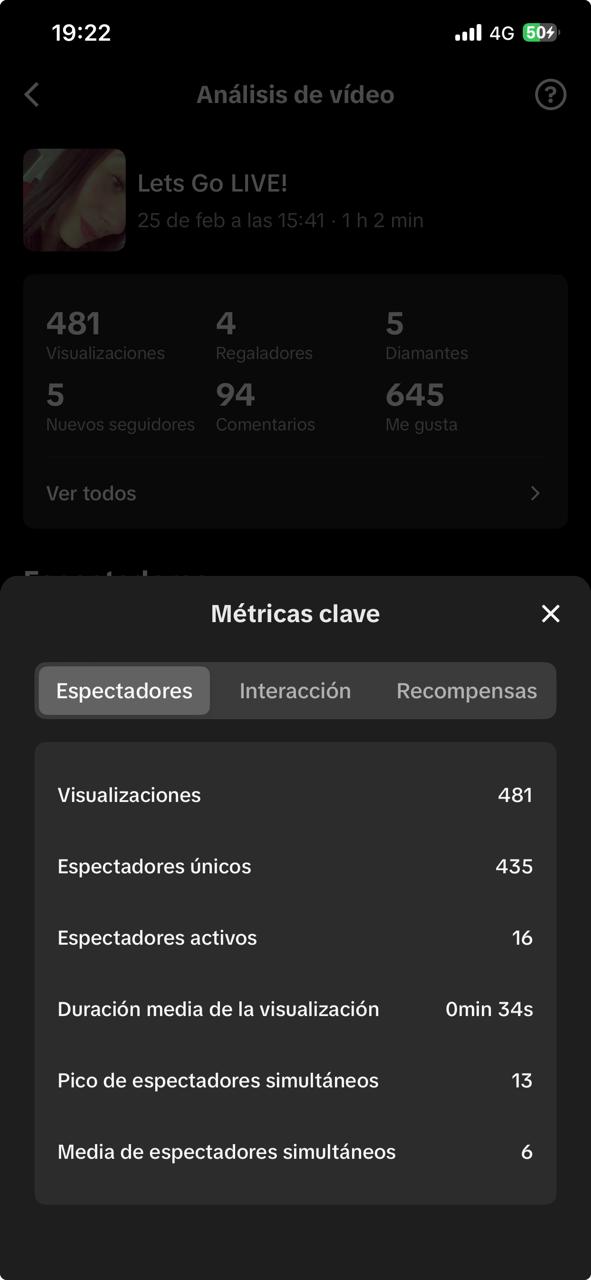 19:22
4G
50
Análisis de vídeo
?
Lets Go LIVE!
25 de feb a las 15:41 · 1 h 2 min
481 4 5
Visualizaciones Regaladores Diamantes
5 94 645
Nuevos seguidores Comentarios Me gusta
Ver todos
Métricas clave
Espectadores Interacción Recompensas
Visualizaciones 481
Espectadores únicos 435
Espectadores activos 16
Duración media de la visualización 0min 34s
Pico de espectadores simultáneos 13
Media de espectadores simultáneos 6